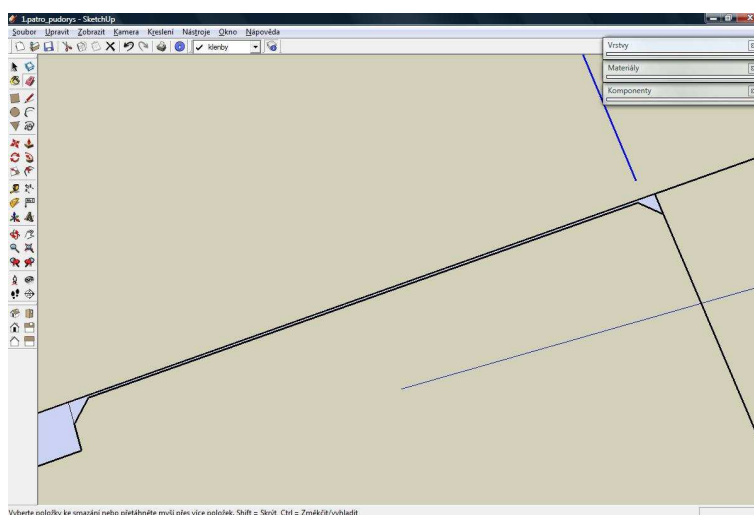 1.patro_pudorys - SketchUp
Soubor Upravit Zobrazit Kamera Kreslení Nástroje Okno Nápověda
klenby
Vrstvy
Materiály
Komponenty
Vyberte položky ke smazání nebo přetáhněte myší přes více položek. Shift = Skrýt, Ctrl = Změkčit/vyhladit